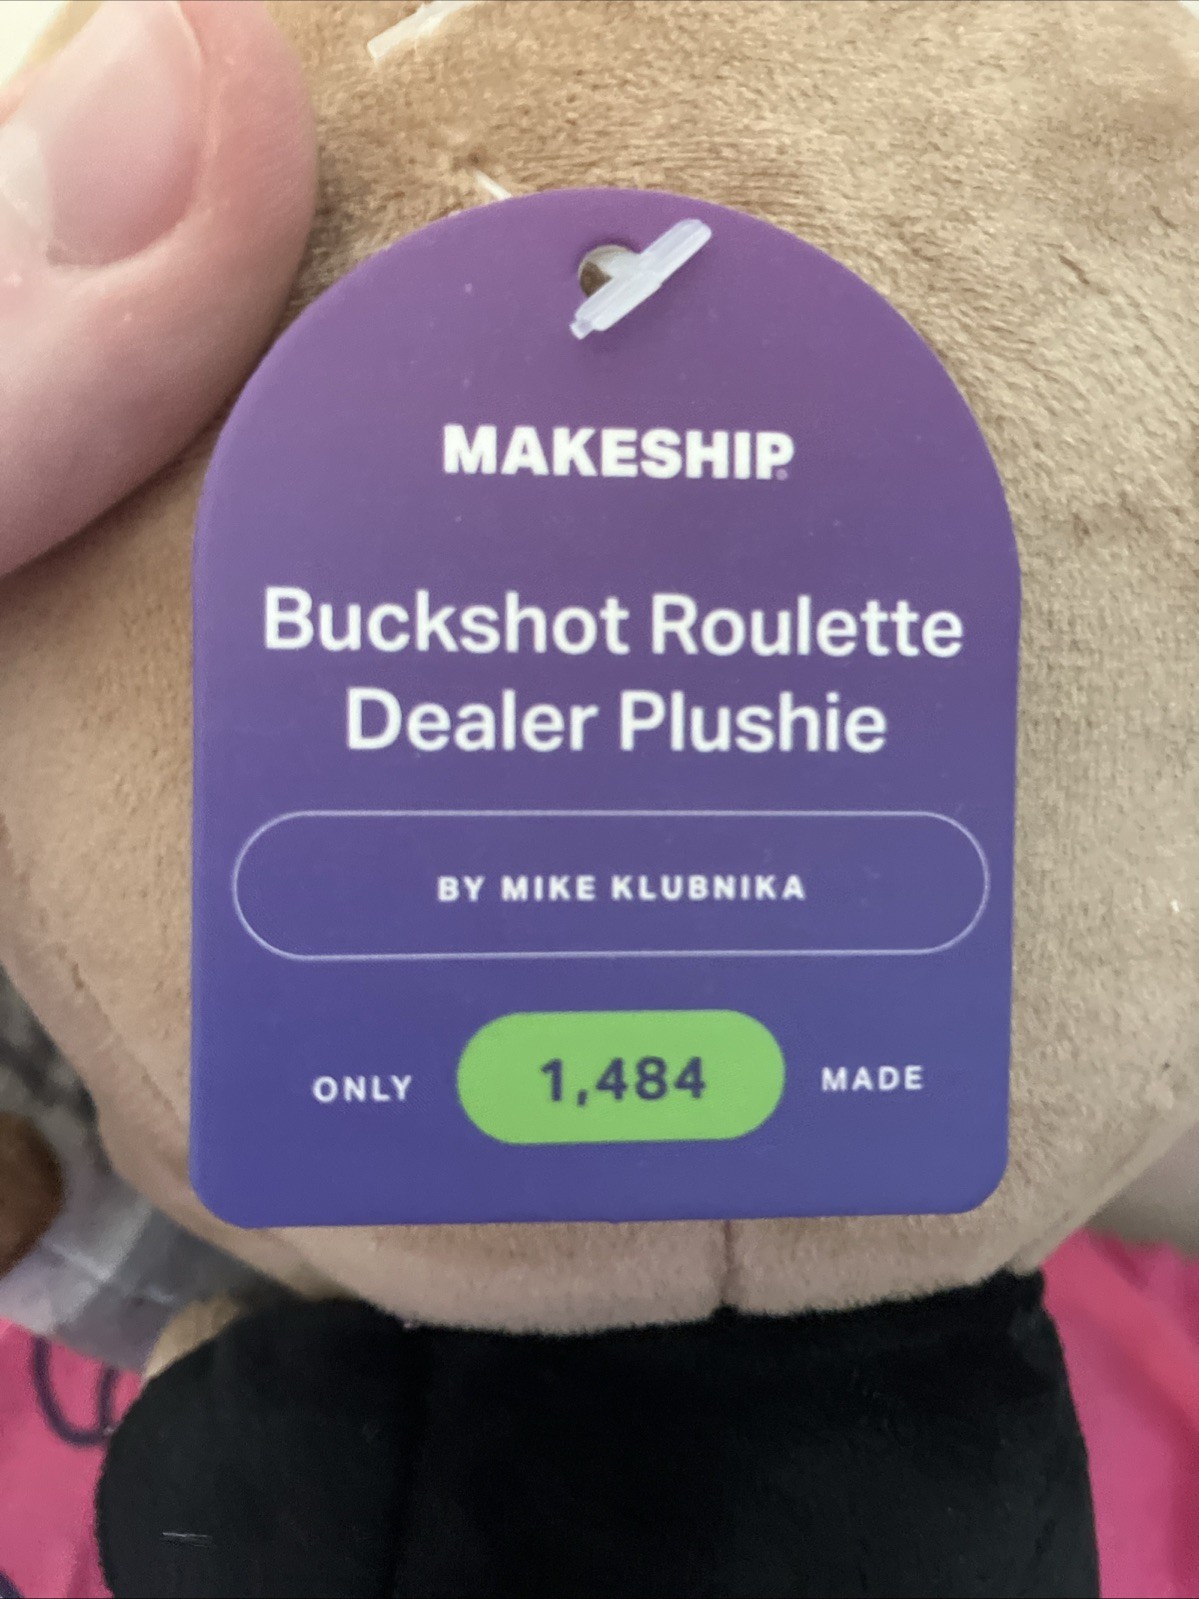 MAKESHIP®
Buckshot Roulette
Dealer Plushie
BY MIKE KLUBNIKA
ONLY 1,484 MADE